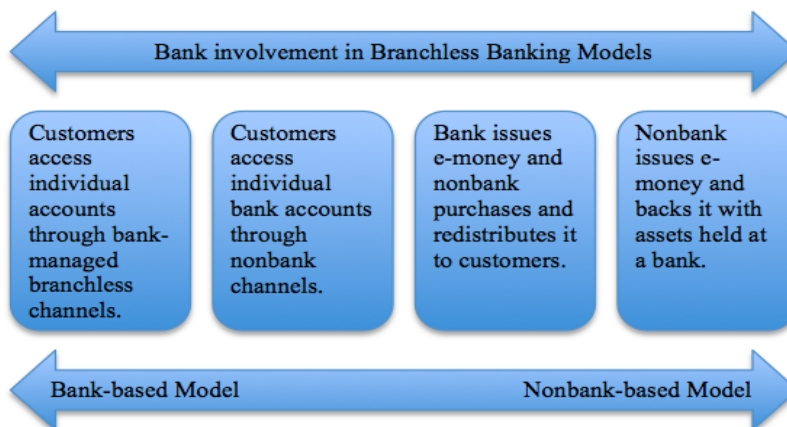 Bank involvement in Branchless Banking Models
Customers
access
individual
accounts
through bank-
managed
branchless
channels.
Customers
access
individual
bank accounts
through
nonbank
channels.
Bank issues
e-money and
nonbank
purchases and
redistributes it
to customers.
Nonbank
issues e-
money and
backs it with
assets held at
a bank.
Bank-based Model
Nonbank-based Model